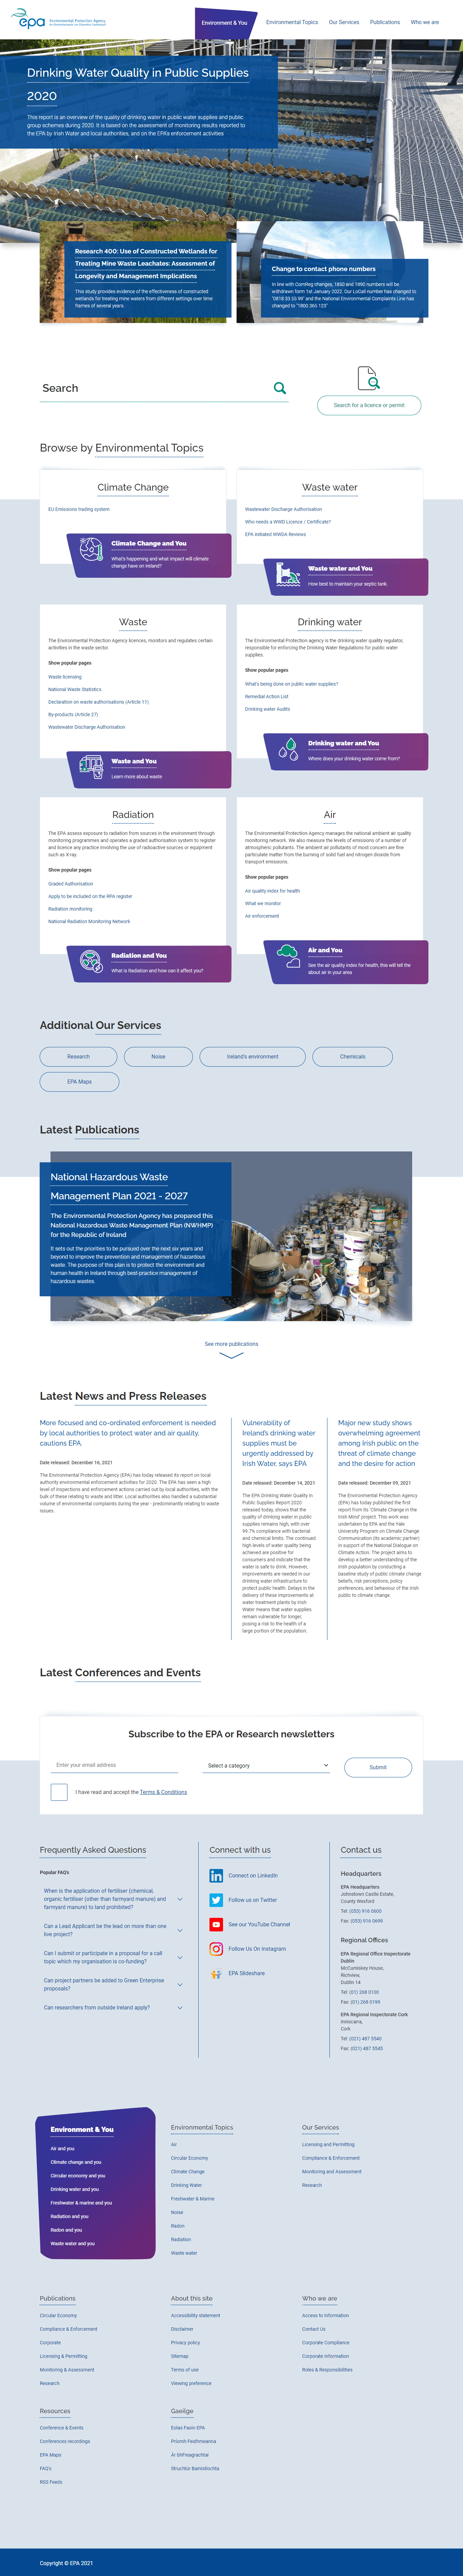 epa Environmental Protection Agency
An Ghníomhaireacht um Chaomhnú Comhshaoil
Environment & You
Environmental Topics
Our Services
Publications
Who we are
Drinking Water Quality in Public Supplies
2020
This report is an overview of the quality of drinking water in public water supplies and public
group schemes during 2020. It is based on the assessment of monitoring results reported to
the EPA by Irish Water and local authorities, and on the EPA's enforcement activities
Research 400: Use of Constructed Wetlands for
Treating Mine Waste Leachates: Assessment of
Longevity and Management Implications
This study provides evidence of the effectiveness of constructed
wetlands for treating mine waters from different settings over time
frames of several years.
Change to contact phone numbers
In line with ComReg changes, 1850 and 1890 numbers will be
withdrawn form 1st January 2022. Our LoCall number has changed to
"0818 33 55 99" and the National Environmental Complaints Line has
changed to "1800 365 123"
Search
Search for a licence or permit
Browse by Environmental Topics
Climate Change
EU Emissions trading system
Climate Change and You
What's happening and what impact will climate
change have on Ireland?
Waste water
Wastewater Discharge Authorisation
Who needs a WWD Licence / Certificate?
EPA initiated WWDA Reviews
Waste water and You
How best to maintain your septic tank.
Waste
The Environmental Protection Agency licences, monitors and regulates certain
activities in the waste sector.
Show popular pages
Waste licensing
National Waste Statistics
Declaration on waste authorisations (Article 11)
By-products (Article 27)
Wastewater Discharge Authorisation
Waste and You
Learn more about waste
Drinking water
The Environmental Protection agency is the drinking water quality regulator,
responsible for enforcing the Drinking Water Regulations for public water
supplies.
Show popular pages
What's being done on public water supplies?
Remedial Action List
Drinking water Audits
Drinking water and You
Where does your drinking water come from?
Radiation
The EPA assess exposure to radiation from sources in the environment through
monitoring programmes and operates a graded authorisation system to register
and licence any practice involving the use of radioactive sources or equipment
such as X-ray.
Show popular pages
Graded Authorisation
Apply to be included on the RPA register
Radiation monitoring
National Radiation Monitoring Network
Radiation and You
What is Radiation and how can it affect you?
Air
The Environmental Protection Agency manages the national ambient air quality
monitoring network. We also measure the levels of emissions of a number of
atmospheric pollutants. The ambient air pollutants of most concern are fine
particulate matter from the burning of solid fuel and nitrogen dioxide from
transport emissions.
Show popular pages
Air quality index for health
What we monitor
Air enforcement
Air and You
See the air quality index for health, this will tell the
about air in your area
Additional Our Services
Research
Noise
Ireland's environment
Chemicals
EPA Maps
Latest Publications
National Hazardous Waste
Management Plan 2021 - 2027
The Environmental Protection Agency has prepared this
National Hazardous Waste Management Plan (NWHMP)
for the Republic of Ireland
It sets out the priorities to be pursued over the next six years and
beyond to improve the prevention and management of hazardous
waste. The purpose of this plan is to protect the environment and
human health in Ireland through best-practice management of
hazardous wastes.
See more publications
Latest News and Press Releases
More focused and co-ordinated enforcement is needed
by local authorities to protect water and air quality,
cautions EPA.
Date released: December 16, 2021
The Environmental Protection Agency (EPA) has today released its report on local
authority environmental enforcement activities for 2020. The EPA has seen a high
level of inspections and enforcement actions carried out by local authorities, with the
bulk of these relating to waste and litter. Local authorities also handled a substantial
volume of environmental complaints during the year - predominantly relating to waste
issues.
Vulnerability of
Ireland's drinking water
supplies must be
urgently addressed by
Irish Water, says EPA
Date released: December 14, 2021
The EPA Drinking Water Quality in
Public Supplies Report 2020
released today, shows that the
quality of drinking water in public
supplies remains high, with over
99.7% compliance with bacterial
and chemical limits. The continued
high levels of water quality being
achieved are positive for
consumers and indicate that the
water is safe to drink. However,
improvements are needed in our
drinking water infrastructure to
protect public health. Delays in the
delivery of these improvements at
water treatment plants by Irish
Water means that water supplies
remain vulnerable for longer,
posing a risk to the health of a
large portion of the population.
Major new study shows
overwhelming agreement
among Irish public on the
threat of climate change
and the desire for action
Date released: December 09, 2021
The Environmental Protection Agency
(EPA) has today published the first
report from its 'Climate Change in the
Irish Mind' project. This work was
undertaken by EPA and the Yale
University Program on Climate Change
Communication (its academic partner)
in support of the National Dialogue on
Climate Action. The project aims to
develop a better understanding of the
Irish population by conducting a
baseline study of public climate change
beliefs, risk perceptions, policy
preferences, and behaviour of the Irish
public to climate change.
Latest Conferences and Events
Subscribe to the EPA or Research newsletters
Enter your email address
Select a category
Submit
I have read and accept the Terms & Conditions
Frequently Asked Questions
Popular FAQ's
When is the application of fertiliser (chemical,
organic fertiliser (other than farmyard manure) and
farmyard manure) to land prohibited?
Can a Lead Applicant be the lead on more than one
live project?
Can I submit or participate in a proposal for a call
topic which my organisation is co-funding?
Can project partners be added to Green Enterprise
proposals?
Can researchers from outside Ireland apply?
Connect with us
Connect on LinkedIn
Follow us on Twitter
See our YouTube Channel
Follow Us On Instagram
EPA Slideshare
Contact us
Headquarters
EPA Headquarters
Johnstown Castle Estate,
County Wexford
Tel: (053) 916 0600
Fax: (053) 916 0699
Regional Offices
EPA Regional Office Inspectorate
Dublin
McCumiskey House,
Richview,
Dublin 14
Tel: (01) 268 0100
Fax: (01) 268 0199
EPA Regional Inspectorate Cork
Inniscarra,
Cork
Tel: (021) 487 5540
Fax: (021) 487 5545
Environment & You
Air and you
Climate change and you
Circular economy and you
Drinking water and you
Freshwater & marine and you
Radiation and you
Radon and you
Waste water and you
Environmental Topics
Air
Circular Economy
Climate Change
Drinking Water
Freshwater & Marine
Noise
Radon
Radiation
Waste water
Our Services
Licensing and Permitting
Compliance & Enforcement
Monitoring and Assessment
Research
Publications
Circular Economy
Compliance & Enforcement
Corporate
Licensing & Permitting
Monitoring & Assessment
Research
About this site
Accessibility statement
Disclaimer
Privacy policy
Sitemap
Terms of use
Viewing preference
Who we are
Access to Information
Contact Us
Corporate Compliance
Corporate Information
Roles & Responsibilities
Resources
Conference & Events
Conferences recordings
EPA Maps
FAQ's
RSS Feeds
Gaeilge
Eolas Faoin EPA
Príomh Feidhmeanna
Ár bhFreagrachtaí
Struchtúr Bainistíochta
Copyright © EPA 2021